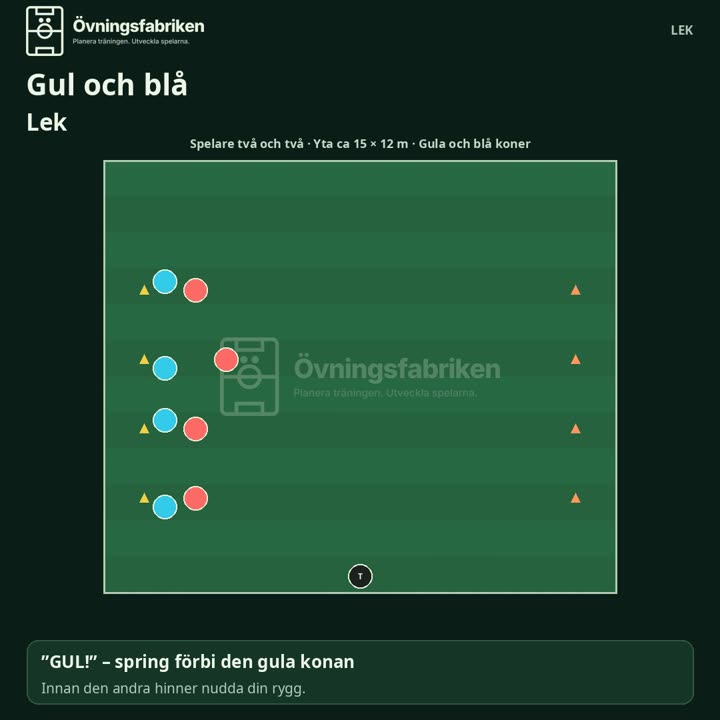 Övningsfabriken
Planera träningen. Utveckla spelarna.
LEK
Gul och blå
Lek
Spelare två och två · Yta ca 15 × 12 m · Gula och blå koner
Övningsfabriken
Planera träningen. Utveckla spelarna.
T
”GUL!” – spring förbi den gula konan
Innan den andra hinner nudda din rygg.